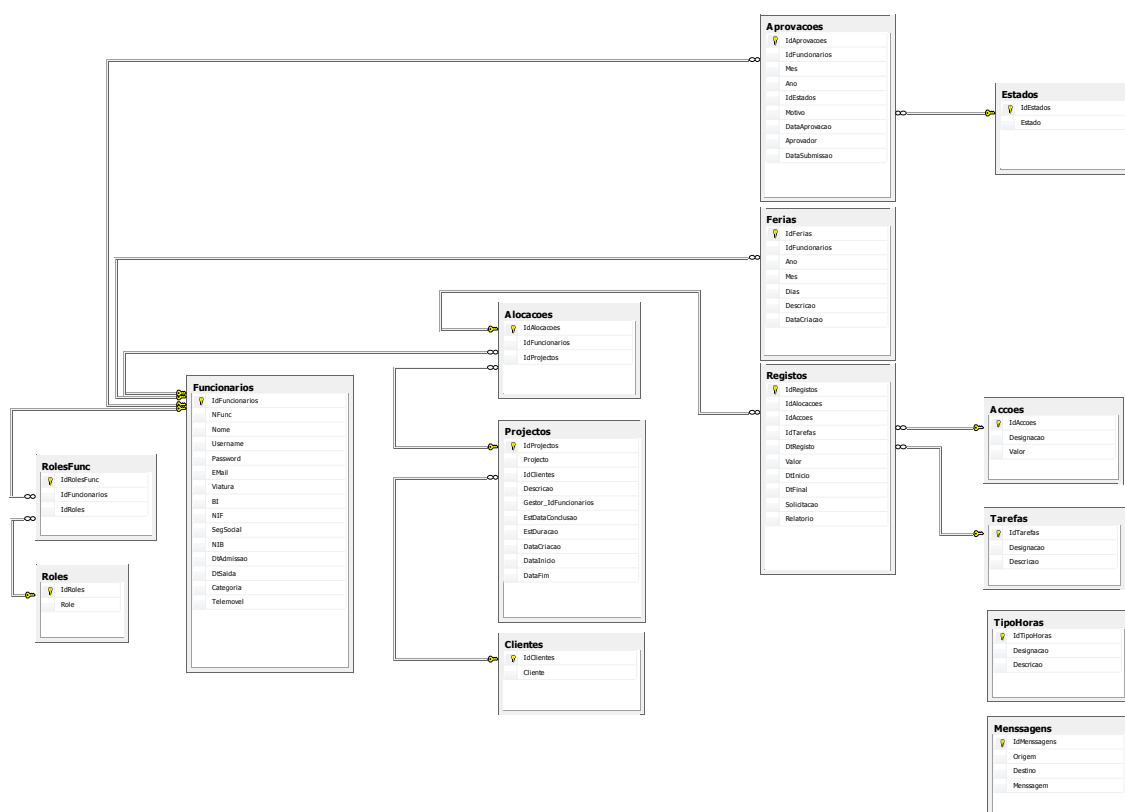 Aprovacoes
IdAprovacoes
IdFuncionarios
Mes
Ano
IdEstados
Motivo
DataAprovacao
Aprovador
DataSubmissao
Estados
IdEstados
Estado
Ferias
IdFerias
IdFuncionarios
Ano
Mes
Dias
Descricao
DataCriacao
Alocacoes
IdAlocacoes
IdFuncionarios
IdProjectos
Registos
IdRegistos
IdAlocacoes
IdAccoes
IdTarefas
DtRegisto
Valor
DtInicio
DtFinal
Solicitacao
Relatorio
Funcionarios
IdFuncionarios
NFunc
Nome
Username
Password
EMail
Viatura
BI
NIF
SegSocial
NIB
DtAdmissao
DtSaida
Categoria
Telemovel
Accoes
IdAccoes
Designacao
Valor
Projectos
IdProjectos
Projecto
IdClientes
Descricao
Gestor_IdFuncionarios
EstDataConclusao
EstDuracao
DataCriacao
DataInicio
DataFim
RolesFunc
IdRolesFunc
IdFuncionarios
IdRoles
Tarefas
IdTarefas
Designacao
Descricao
Roles
IdRoles
Role
TipoHoras
IdTipoHoras
Designacao
Descricao
Clientes
IdClientes
Cliente
Menssagens
IdMenssagens
Origem
Destino
Menssagem